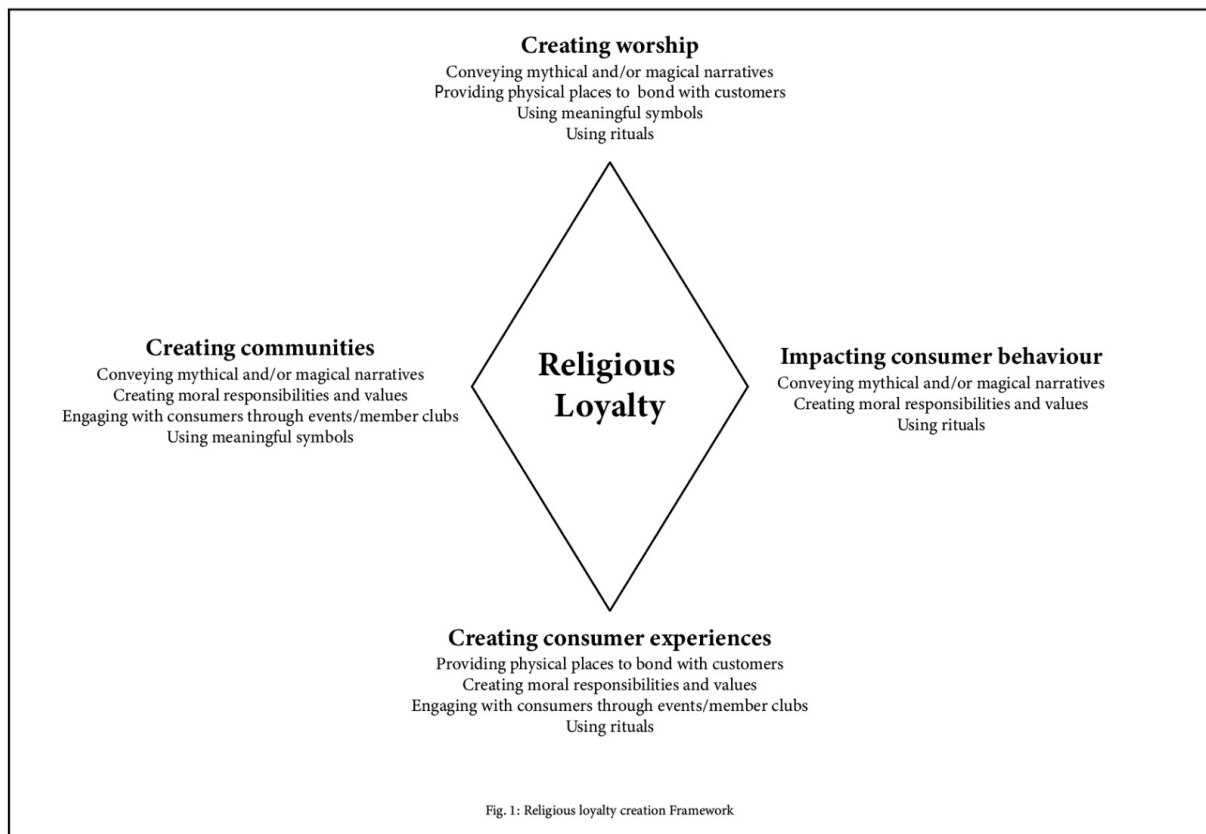 Creating worship
Conveying mythical and/or magical narratives
Providing physical places to bond with customers
Using meaningful symbols
Using rituals
Creating communities
Conveying mythical and/or magical narratives
Creating moral responsibilities and values
Engaging with consumers through events/member clubs
Using meaningful symbols
Religious
Loyalty
Impacting consumer behaviour
Conveying mythical and/or magical narratives
Creating moral responsibilities and values
Using rituals
Creating consumer experiences
Providing physical places to bond with customers
Creating moral responsibilities and values
Engaging with consumers through events/member clubs
Using rituals
Fig. 1: Religious loyalty creation Framework